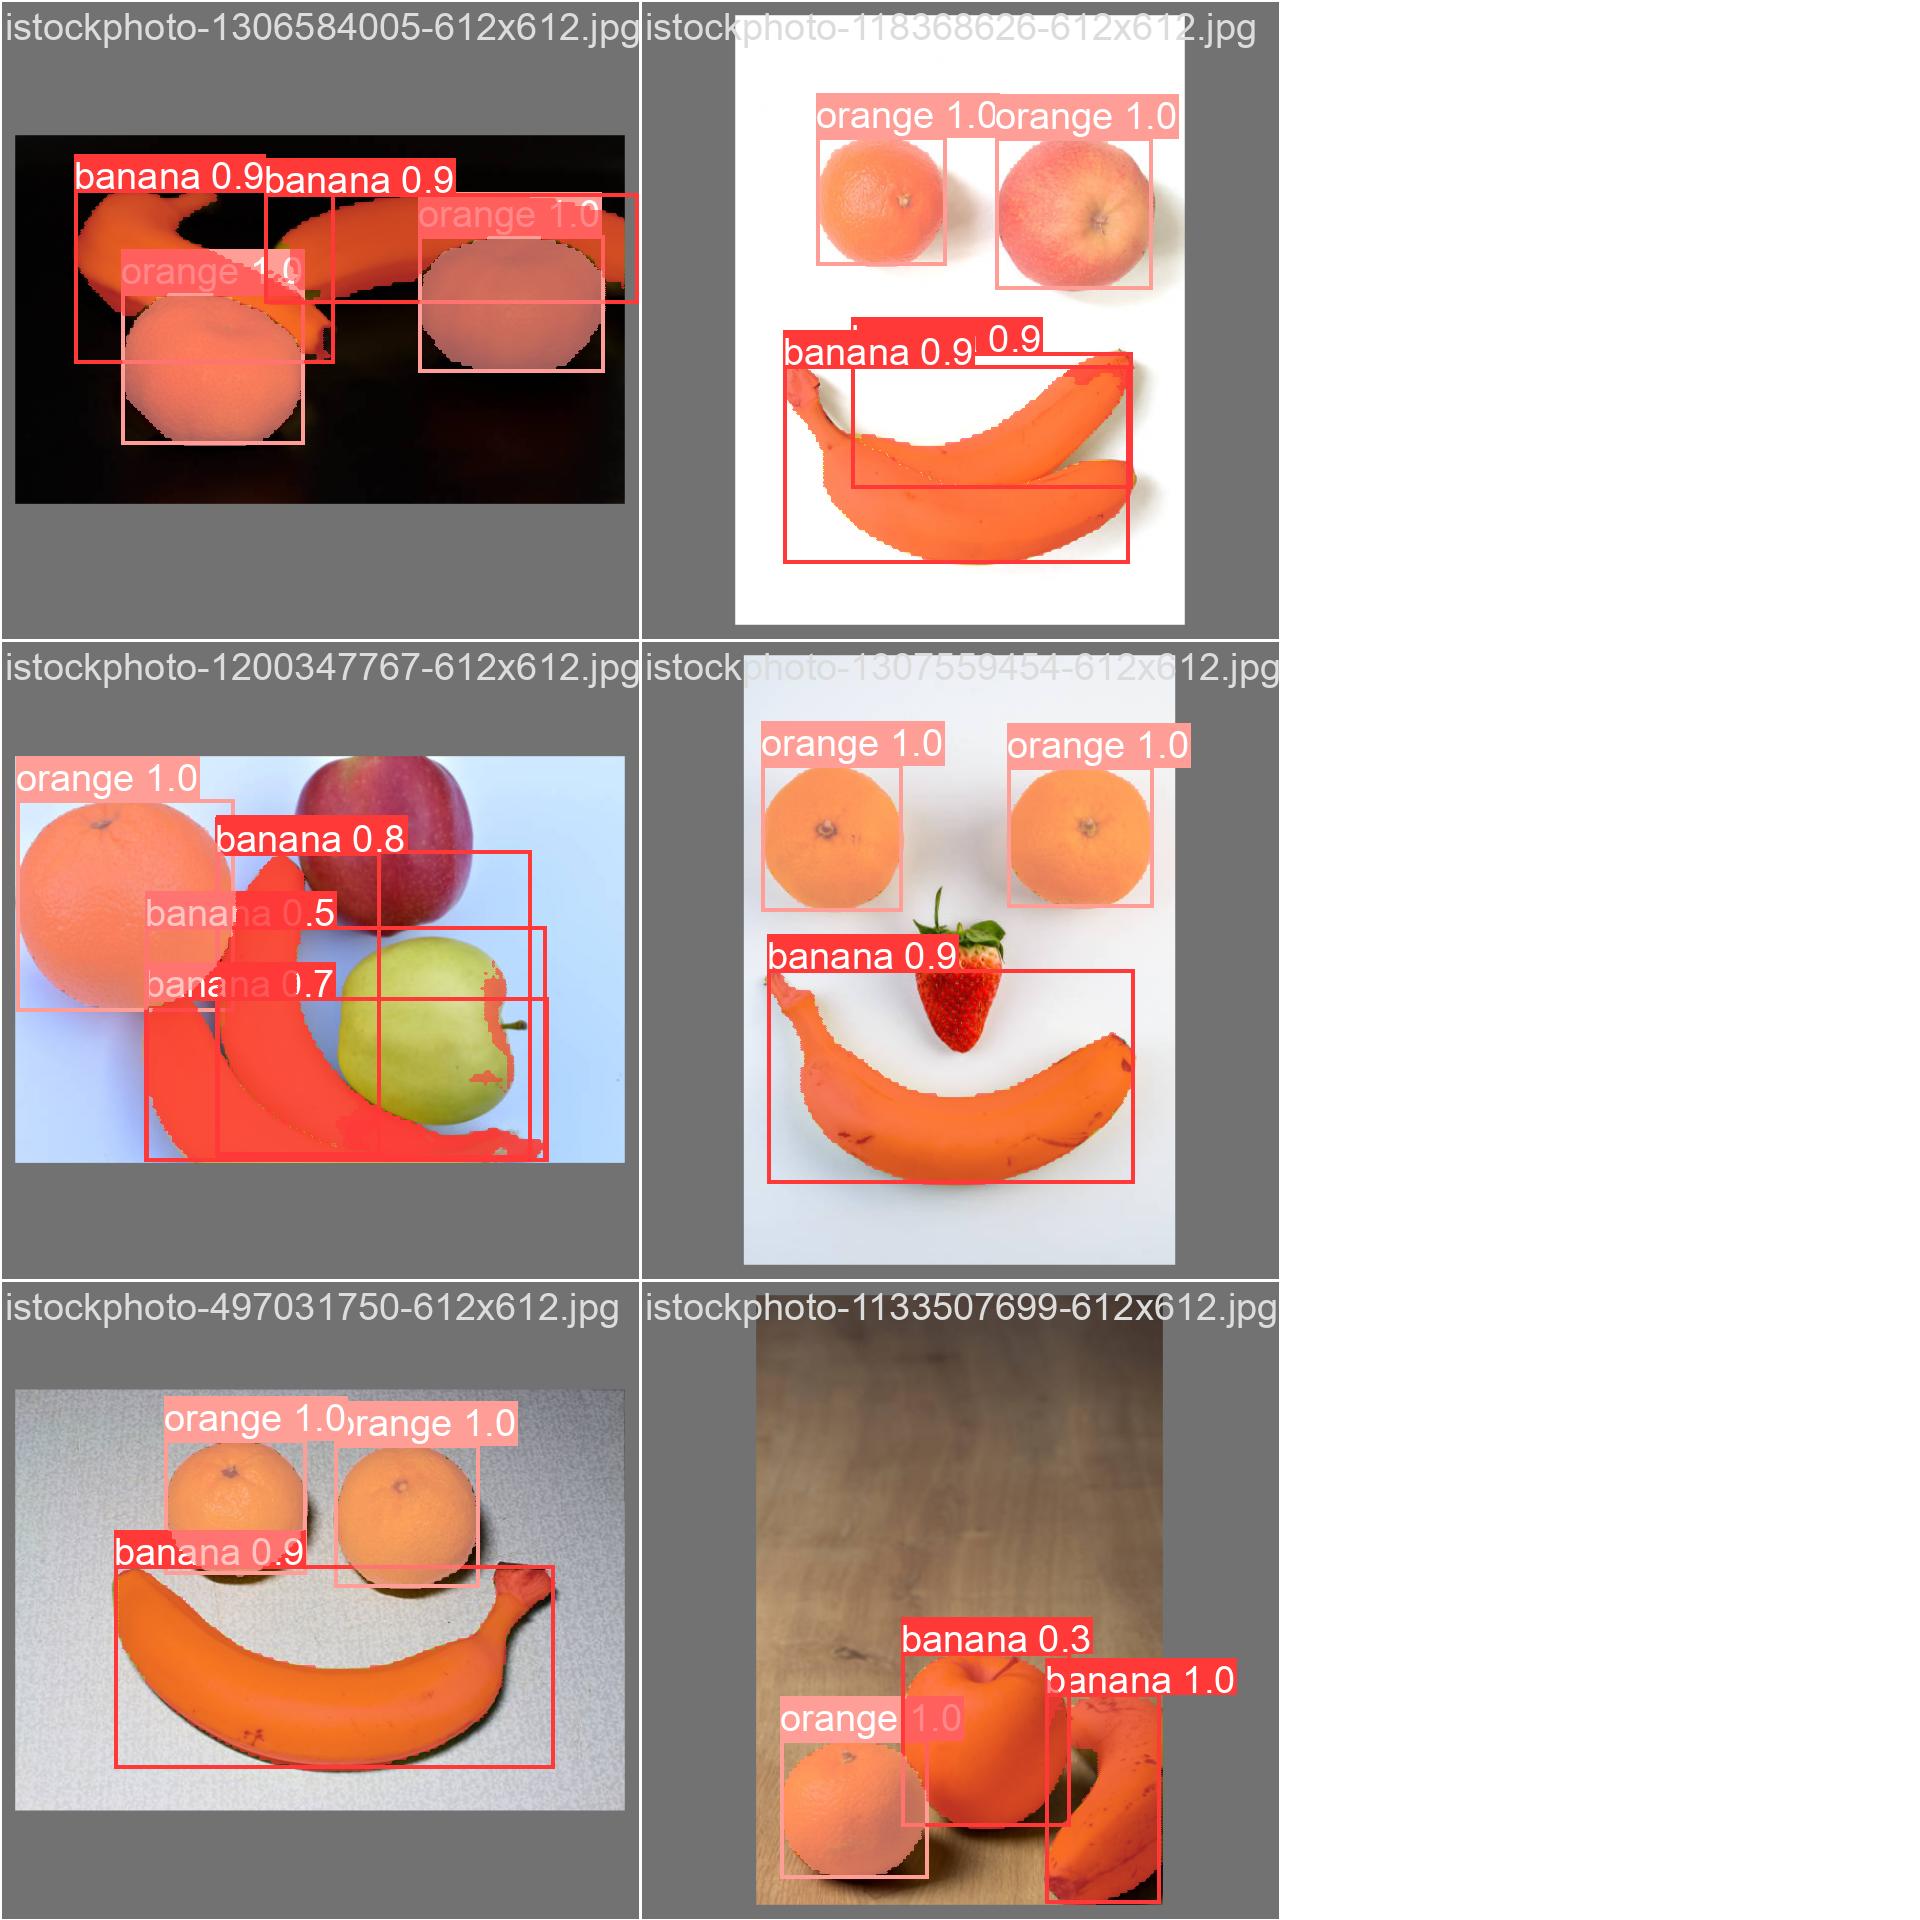 istockphoto-1306584005-612x612.jpg
banana 0.9
banana 0.9
orange 1.0
orange 1.0
istockphoto-118368626-612x612.jpg
orange 1.0
orange 1.0
0.9
banana 0.9
istockphoto-1200347767-612x612.jpg
orange 1.0
banana 0.8
banana 0.5
banana 0.7
istockphoto-1307559454-612x612.jpg
orange 1.0
orange 1.0
banana 0.9
istockphoto-497031750-612x612.jpg
orange 1.0
orange 1.0
banana 0.9
istockphoto-1133507699-612x612.jpg
banana 0.3
banana 1.0
orange 1.0